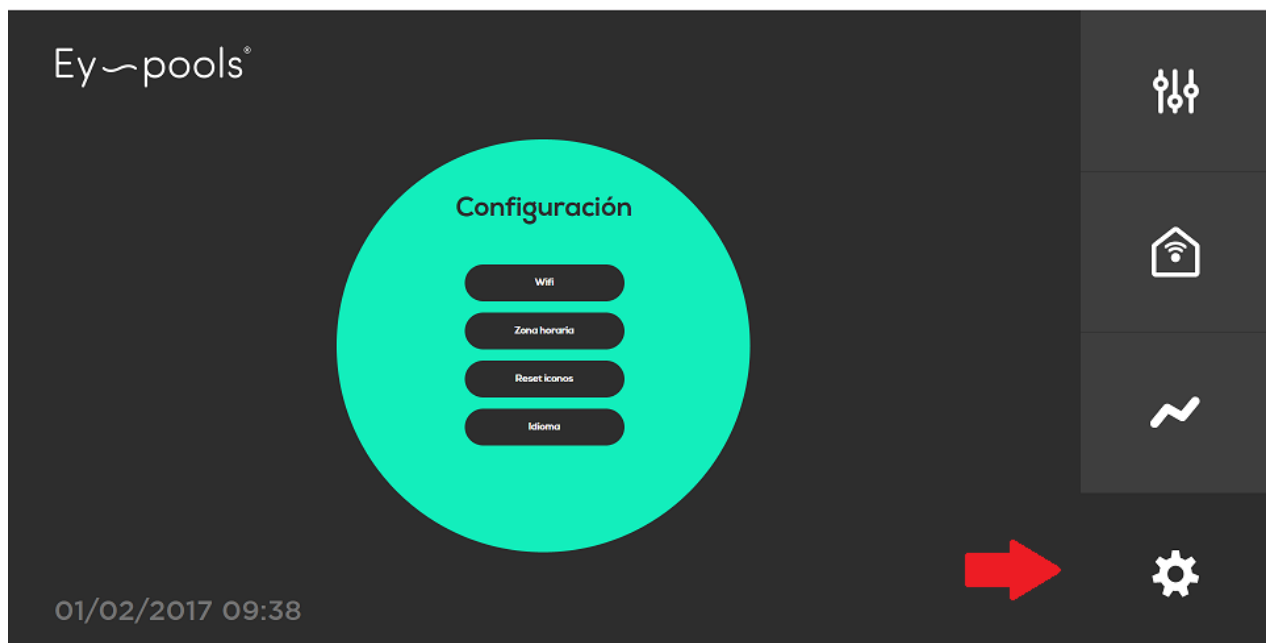 Ey~pools®
Configuración
Wifi
Zona horaria
Reset iconos
Idioma
01/02/2017 09:38